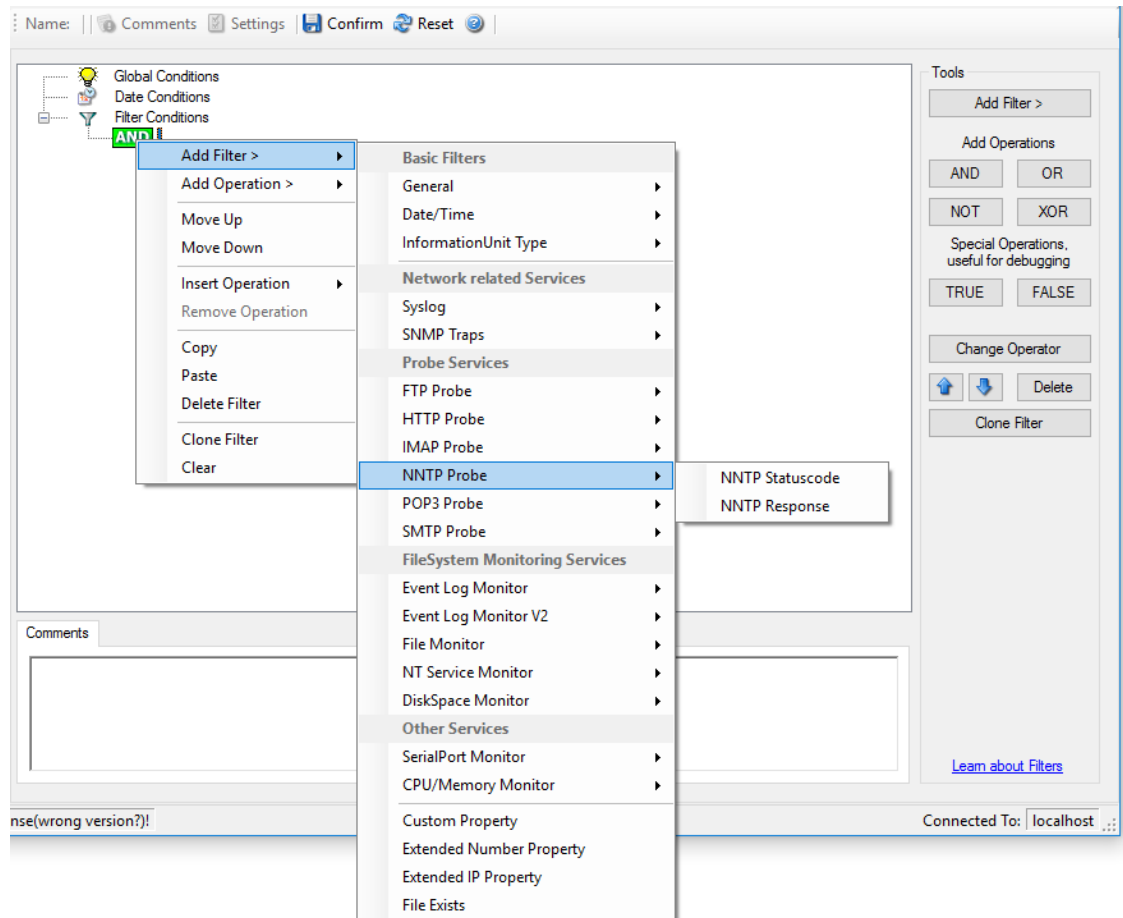 Name: Comments Settings Confirm Reset
Global Conditions
Date Conditions
Filter Conditions
AND
Add Filter >
Add Operation >
Move Up
Move Down
Insert Operation
Remove Operation
Copy
Paste
Delete Filter
Clone Filter
Clear
Basic Filters
General
Date/Time
InformationUnit Type
Network related Services
Syslog
SNMP Traps
Probe Services
FTP Probe
HTTP Probe
IMAP Probe
NNTP Probe
POP3 Probe
SMTP Probe
FileSystem Monitoring Services
Event Log Monitor
Event Log Monitor V2
File Monitor
NT Service Monitor
DiskSpace Monitor
Other Services
SerialPort Monitor
CPU/Memory Monitor
Custom Property
Extended Number Property
Extended IP Property
File Exists
NNTP Statuscode
NNTP Response
Tools
Add Filter >
Add Operations
AND OR
NOT XOR
Special Operations,
useful for debugging
TRUE FALSE
Change Operator
Delete
Clone Filter
Learn about Filters
Comments
nse(wrong version?)!
Connected To: localhost